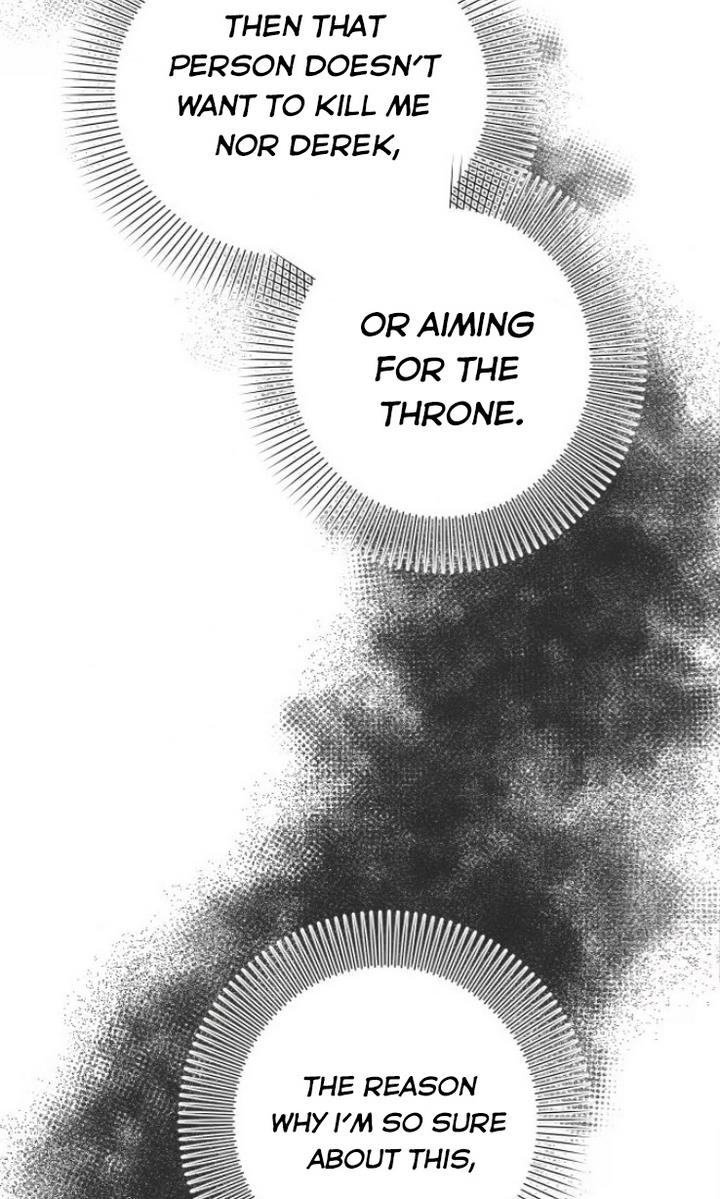 THEN THAT
PERSON DOESN'T
WANT TO KILL ME
NOR DEREK,
OR AIMING
FOR THE
THRONE.
THE REASON
WHY I'M SO SURE
ABOUT THIS,